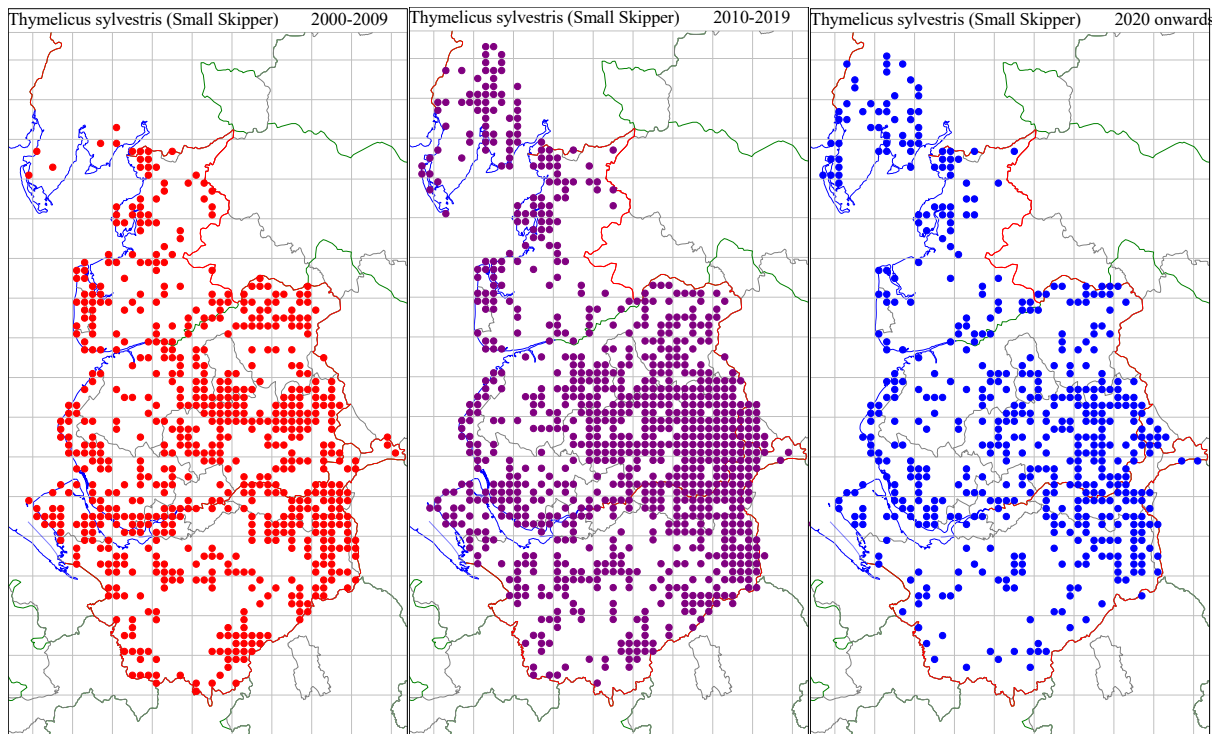 Thymelicus sylvestris (Small Skipper) 2000-2009
Thymelicus sylvestris (Small Skipper) 2010-2019
Thymelicus sylvestris (Small Skipper) 2020 onwards